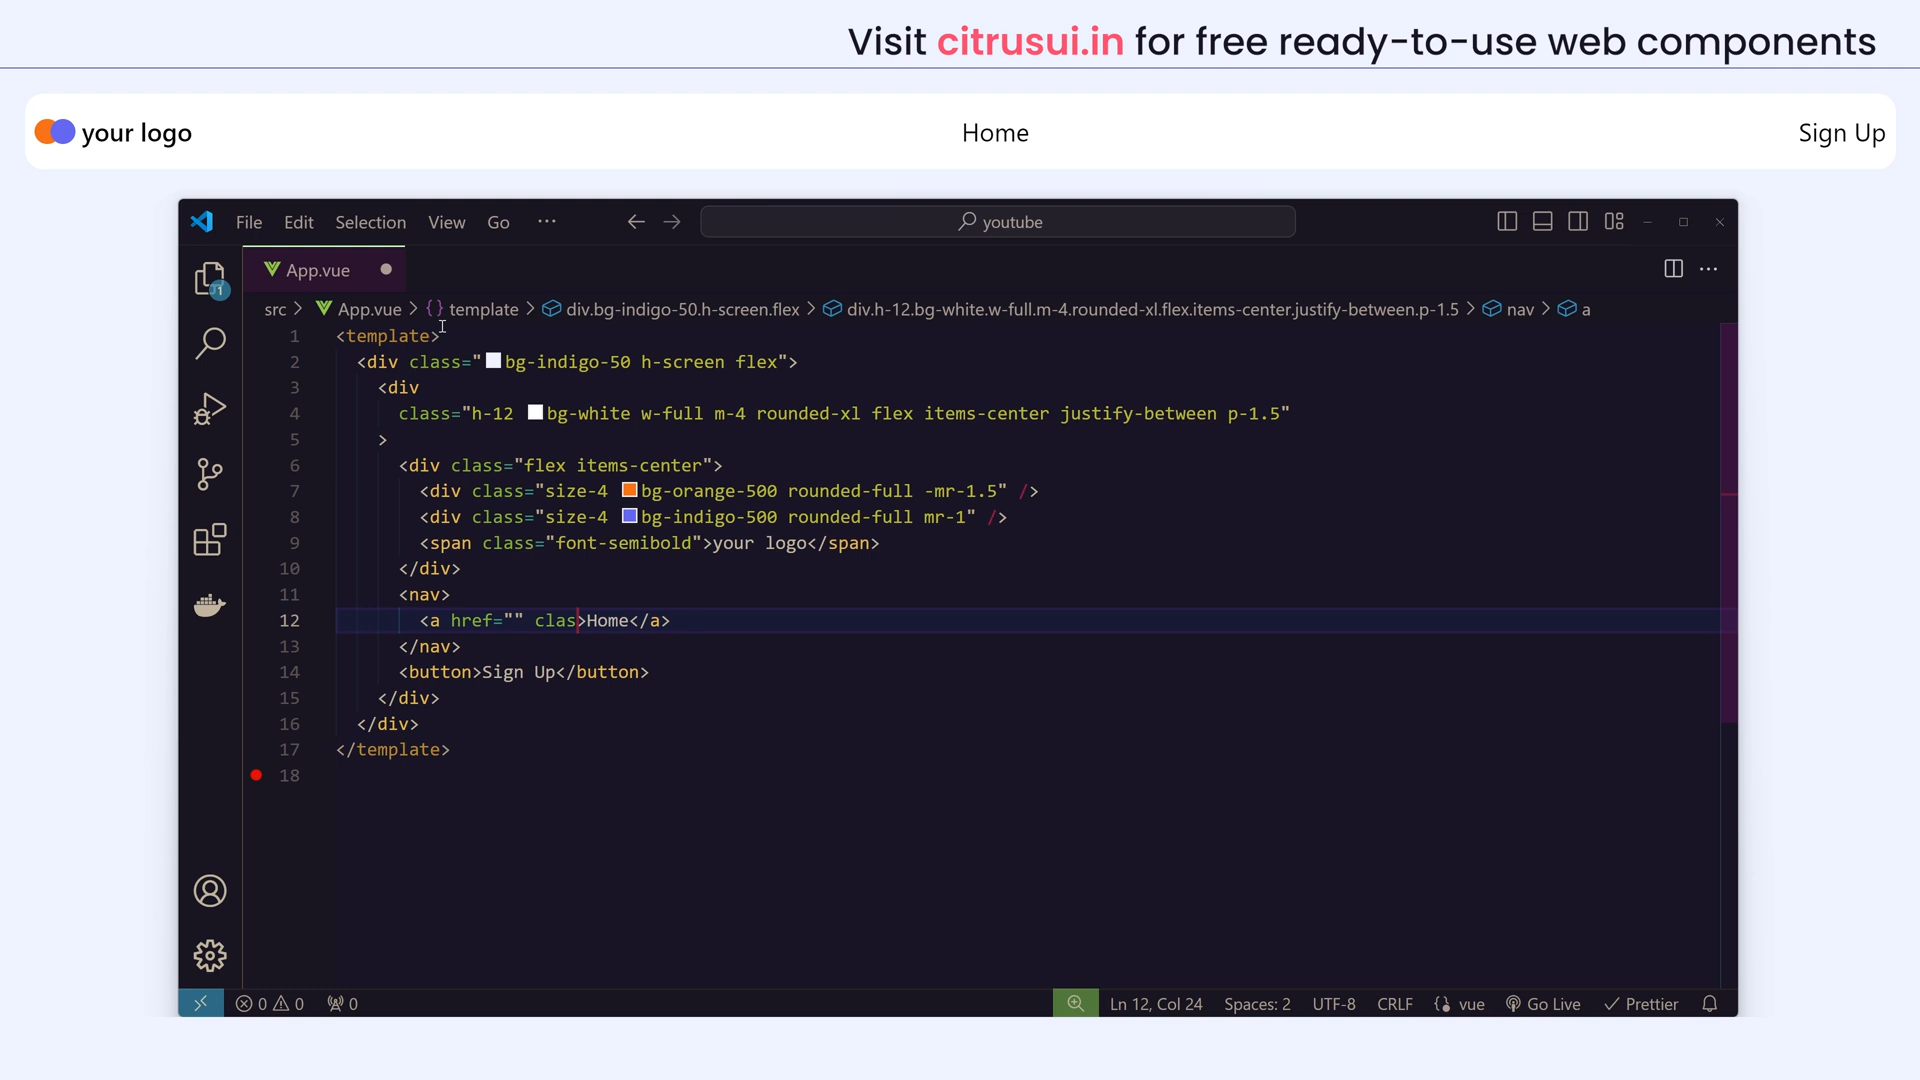 Visit citrusui.in for free ready-to-use web components
your logo Home Sign Up
File Edit Selection View Go ··· youtube
App.vue
src > App.vue > {} template > div.bg-indigo-50.h-screen.flex > div.h-12.bg-white.w-full.m-4.rounded-xl.flex.items-center.justify-between.p-1.5 > nav > a
1 <template>
2 <div class="bg-indigo-50 h-screen flex">
3 <div
4 class="h-12 bg-white w-full m-4 rounded-xl flex items-center justify-between p-1.5"
5 >
6 <div class="flex items-center">
7 <div class="size-4 bg-orange-500 rounded-full -mr-1.5" />
8 <div class="size-4 bg-indigo-500 rounded-full mr-1" />
9 <span class="font-semibold">your logo</span>
10 </div>
11 <nav>
12 <a href="" clas>Home</a>
13 </nav>
14 <button>Sign Up</button>
15 </div>
16 </div>
17 </template>
18
1
0 0 0 Ln 12, Col 24 Spaces: 2 UTF-8 CRLF vue Go Live Prettier